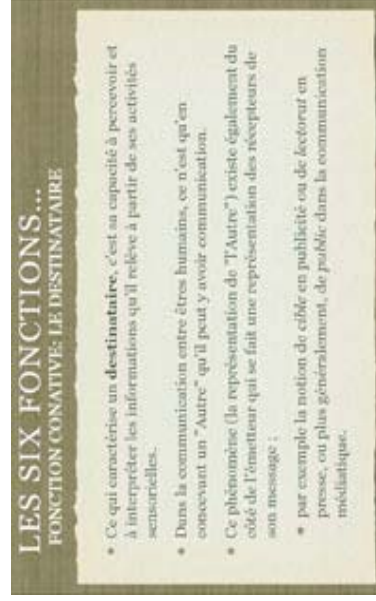 LES SIX FONCTIONS...
FONCTION CONATIVE: LE DESTINATAIRE
• Ce qui caractérise un destinataire, c'est sa capacité à percevoir et
à interpréter les informations qu'il relève à partir de ses activités
sensorielles.
• Dans la communication entre êtres humains, ce n'est qu'en
concevant un "Autre" qu'il peut y avoir communication.
• Ce phénomène (la représentation de "l'Autre") existe également du
côté de l'émetteur qui se fait une représentation des récepteurs de
son message ;
• par exemple la notion de cible en publicité ou de lectorat en
presse, ou plus généralement, de public dans la communication
médiatique.